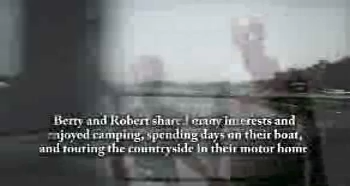 Betty and Robert shared many interests and
enjoyed camping, spending days on their boat,
and touring the countryside in their motor home